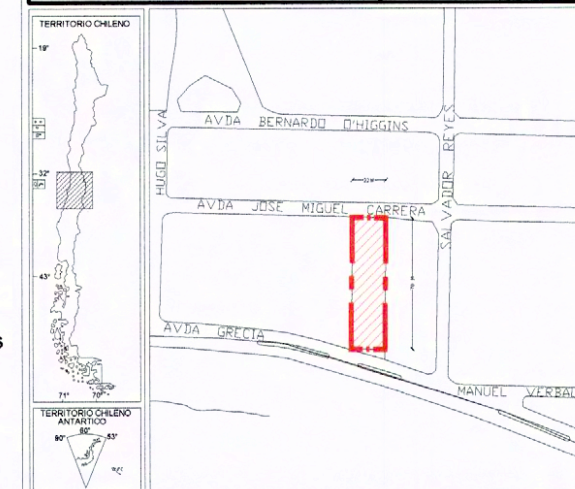 TERRITORIO CHILENO
19°
32°
43°
71° 70°
TERRITORIO CHILENO
ANTARTICO
90° 60° 53°
HUGO SILVA
AVDA BERNARDO O'HIGGINS
SALVADOR REYES
AVDA JOSE MIGUEL CARRERA
AVDA GRECIA
MANUEL VERBAL
S